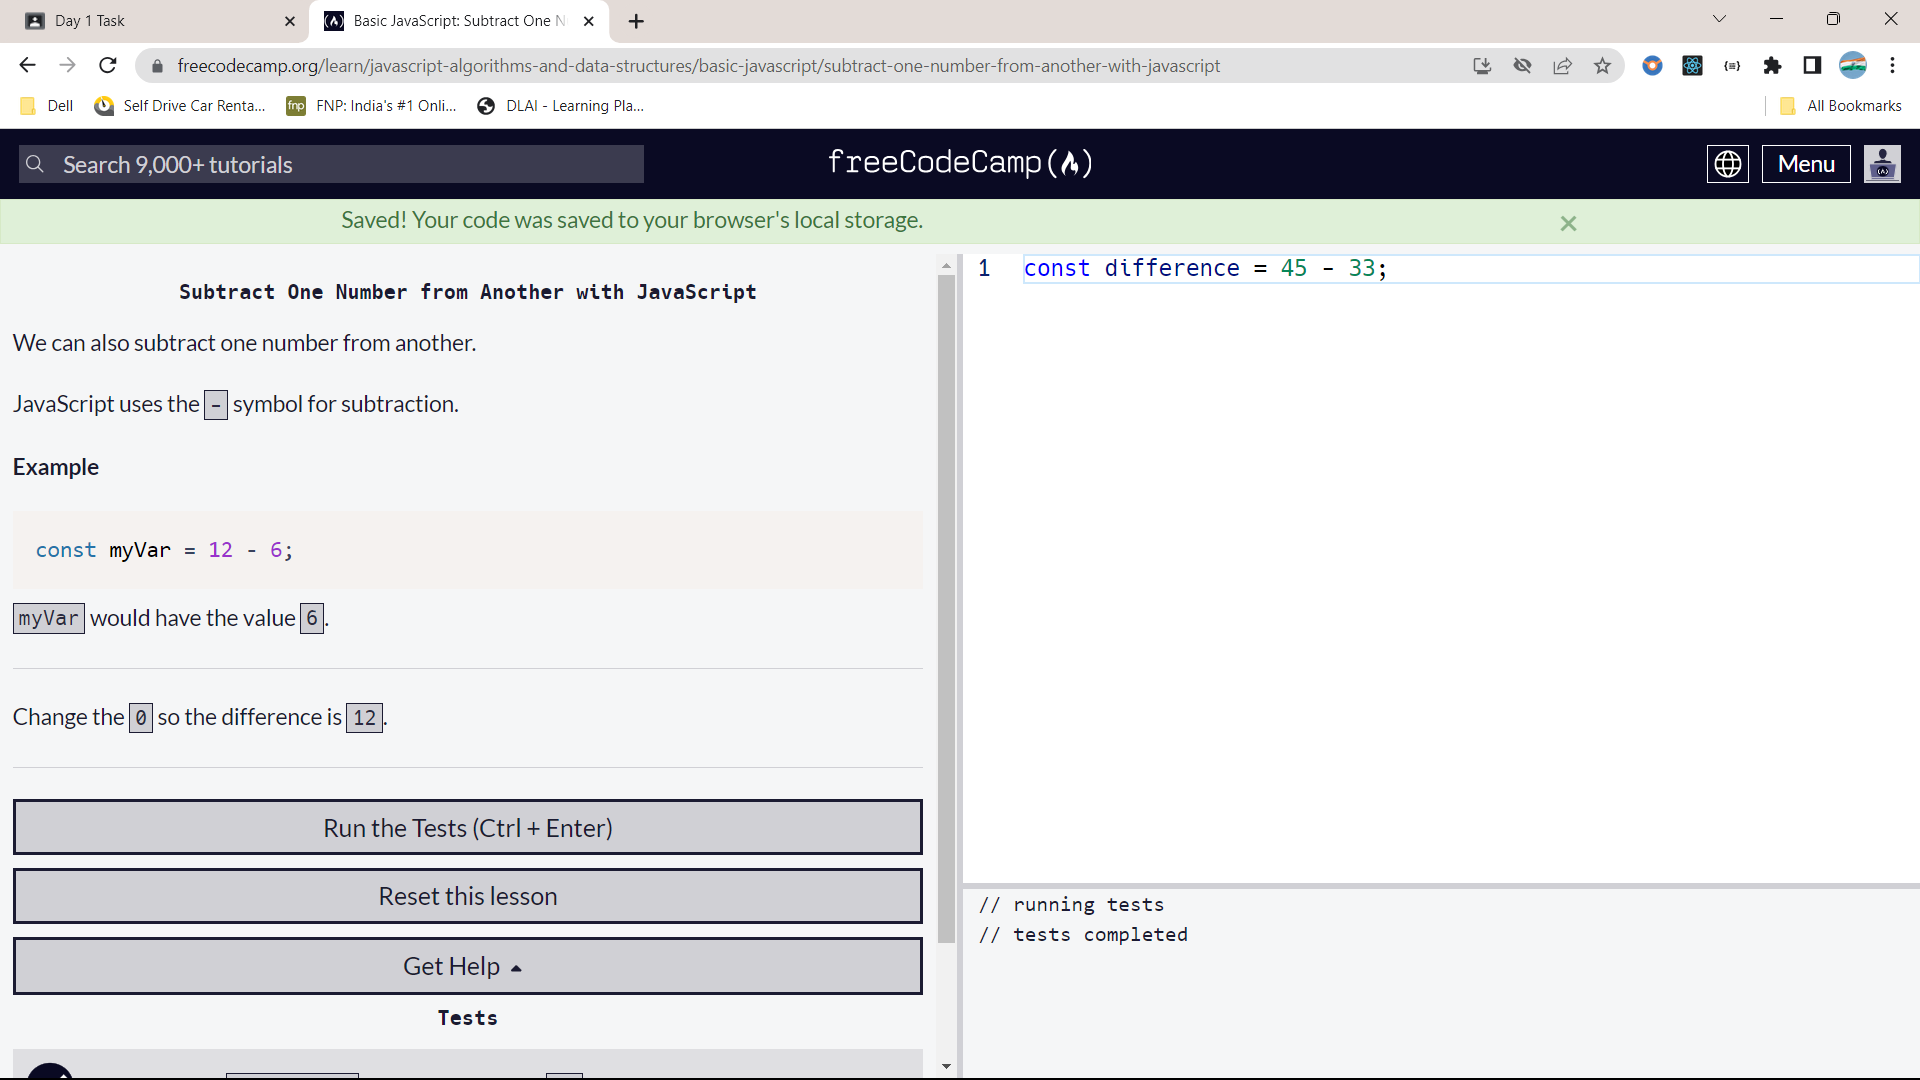 Day 1 Task
Basic JavaScript: Subtract One N
freecodecamp.org/learn/javascript-algorithms-and-data-structures/basic-javascript/subtract-one-number-from-another-with-javascript
Dell
Self Drive Car Renta...
fnp
FNP: India's #1 Onli...
DLAI - Learning Pla...
All Bookmarks
Search 9,000+ tutorials
freeCodeCamp
Menu
Saved! Your code was saved to your browser's local storage.
Subtract One Number from Another with JavaScript
We can also subtract one number from another.
JavaScript uses the - symbol for subtraction.
Example
const myVar = 12 - 6;
myVar would have the value 6.
Change the 0 so the difference is 12.
Run the Tests (Ctrl + Enter)
Reset this lesson
Get Help
Tests
1 const difference = 45 - 33;
// running tests
// tests completed